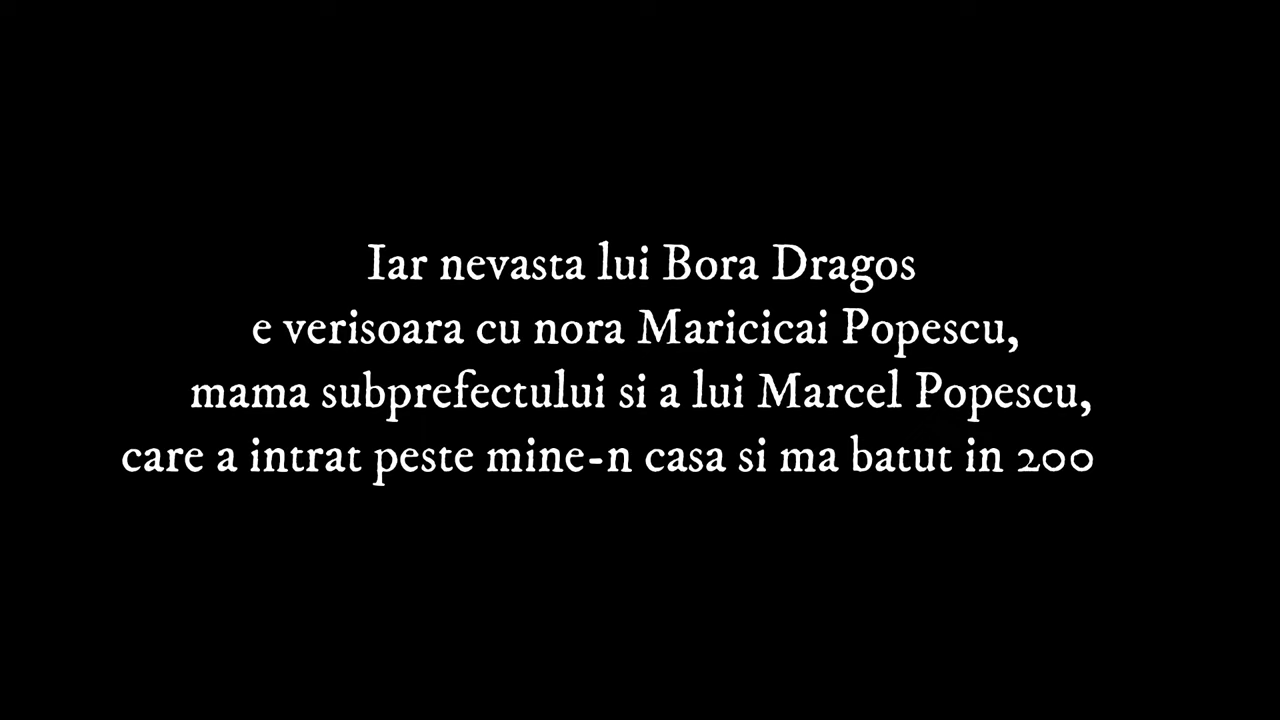 Iar nevasta lui Bora Dragos
e verisoara cu nora Maricicai Popescu,
mama subprefectului si a lui Marcel Popescu,
care a intrat peste mine-n casa si ma batut in 200